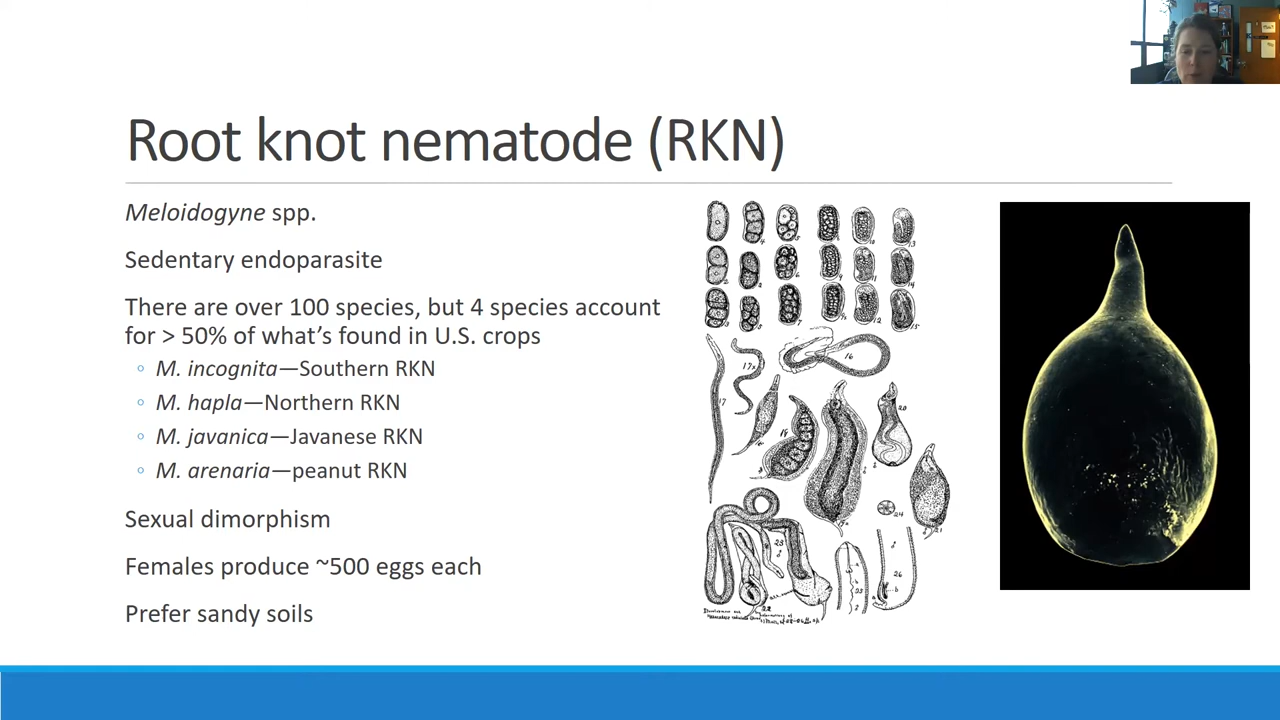 Root knot nematode (RKN)
Meloidogyne spp.
Sedentary endoparasite
There are over 100 species, but 4 species account
for > 50% of what's found in U.S. crops
◦ M. incognita—Southern RKN
◦ M. hapla—Northern RKN
◦ M. javanica—Javanese RKN
◦ M. arenaria—peanut RKN
Sexual dimorphism
Females produce ~500 eggs each
Prefer sandy soils